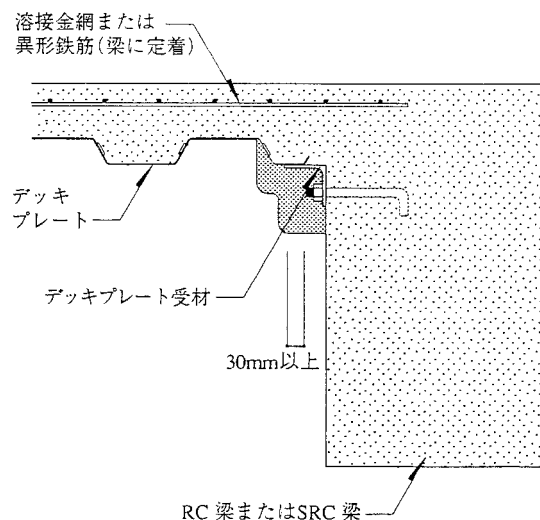 溶接金網または
異形鉄筋(梁に定着)
デッキ
プレート
デッキプレート受材
30mm以上
RC 梁またはSRC 梁